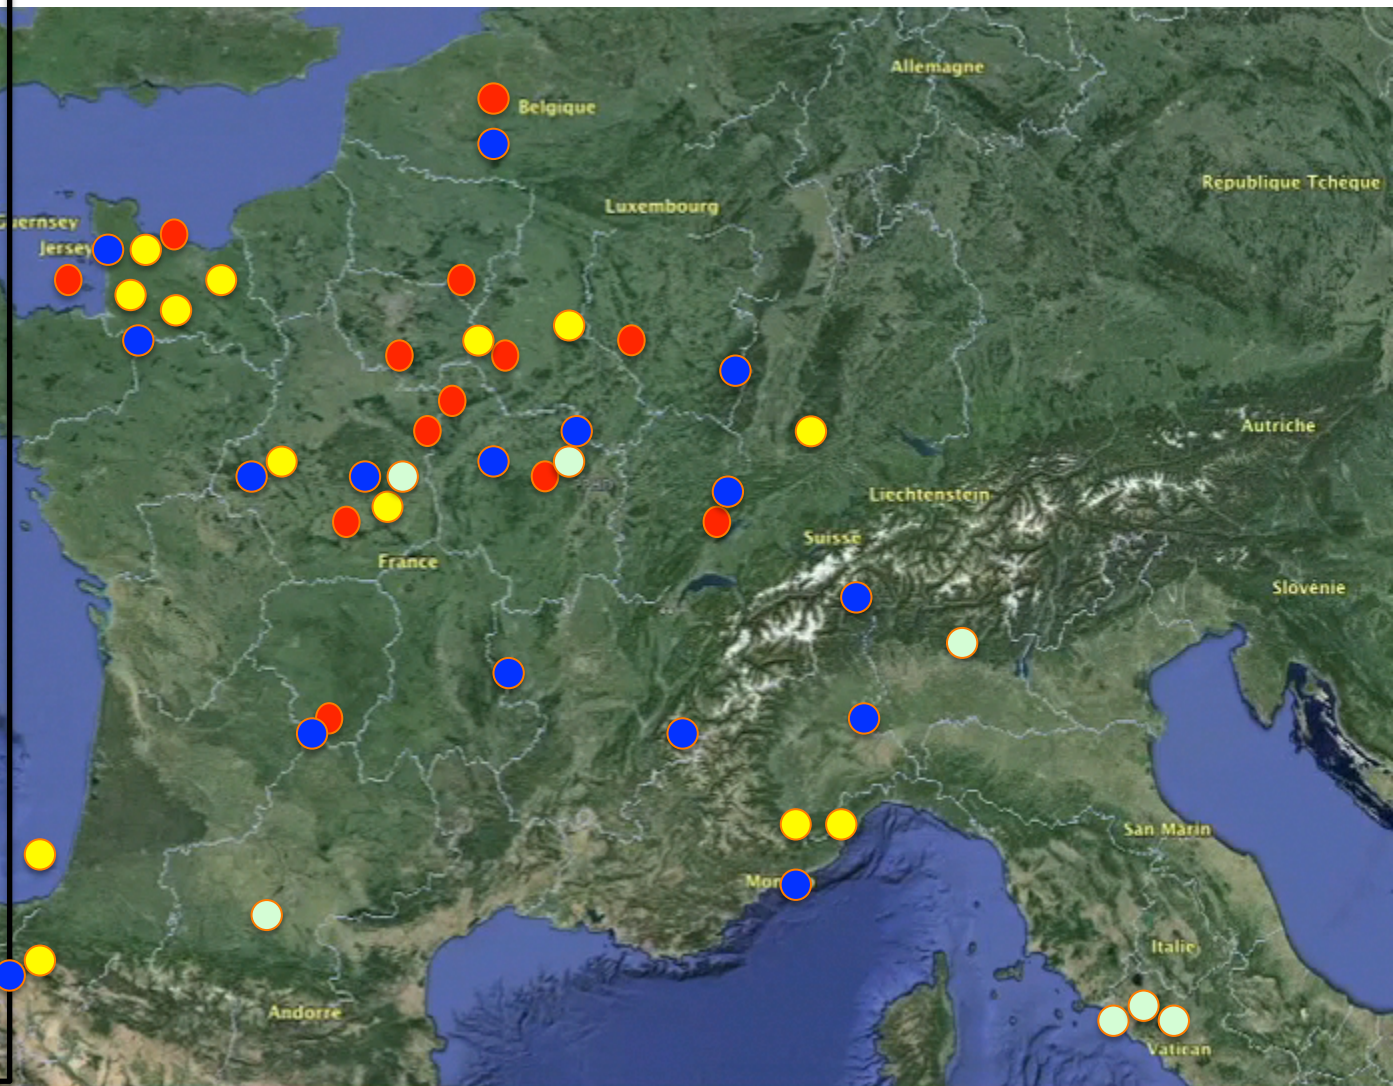 Allemagne
Belgique
République Tchèque
Luxembourg
Guernsey
Jersey
Autriche
Liechtenstein
Suisse
France
Slovénie
San Marin
Italie
Andorre
Vatican